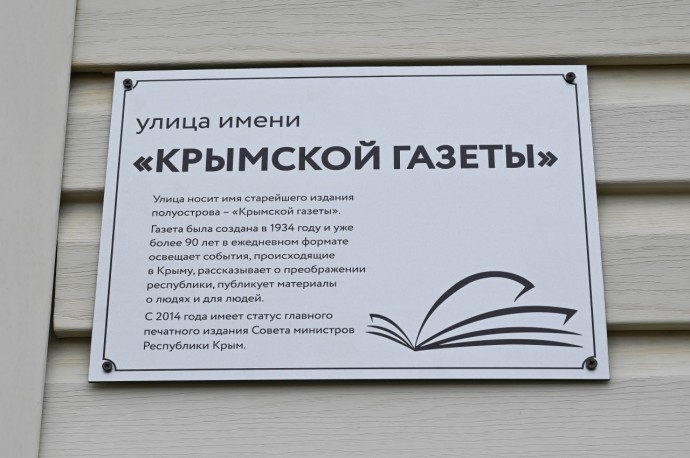 улица имени
«КРЫМСКОЙ ГАЗЕТЫ»
Улица носит имя старейшего издания
полуострова – «Крымской газеты».
Газета была создана в 1934 году и уже
более 90 лет в ежедневном формате
освещает события, происходящие
в Крыму, рассказывает о преображении
республики, публикует материалы
о людях и для людей.
С 2014 года имеет статус главного
печатного издания Совета министров
Республики Крым.